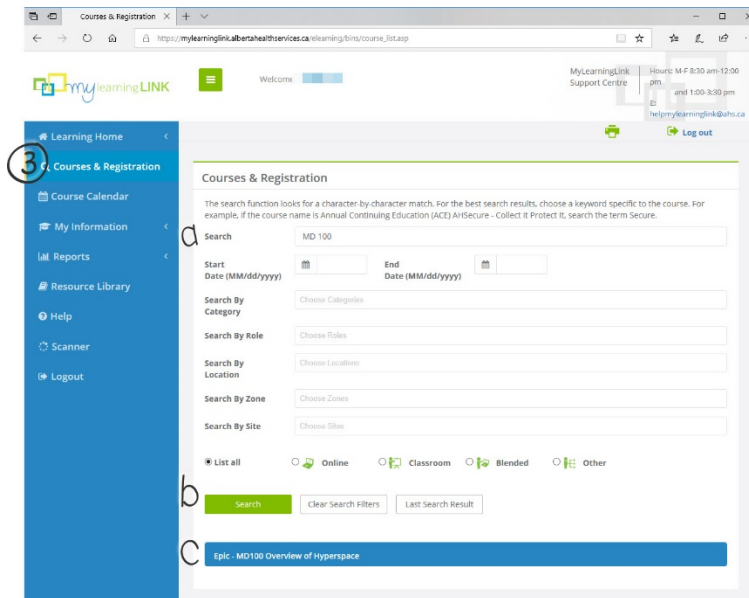 Courses & Registration
https://mylearninglink.albertahealthservices.ca/elearning/bins/course_list.asp
my learning LINK
Welcome
MyLearningLink
Support Centre
Hours: M-F 8:30 am-12:00
pm
and 1:00-3:30 pm
E:
helpmylearninglink@ahs.ca
Log out
Learning Home
3
Courses & Registration
Course Calendar
My Information
Reports
Resource Library
Help
Scanner
Logout
Courses & Registration
The search function looks for a character-by-character match. For the best search results, choose a keyword specific to the course. For
example, if the course name is Annual Continuing Education (ACE) AHSecure - Collect It Protect It, search the term Secure.
a
Search MD 100
Start
Date (MM/dd/yyyy)
End
Date (MM/dd/yyyy)
Search By
Category
Choose Categories
Search By Role Choose Roles
Search By
Location
Choose Locations
Search By Zone Choose Zones
Search By Site Choose Sites
List all Online Classroom Blended Other
b
Search Clear Search Filters Last Search Result
c
Epic - MD100 Overview of Hyperspace